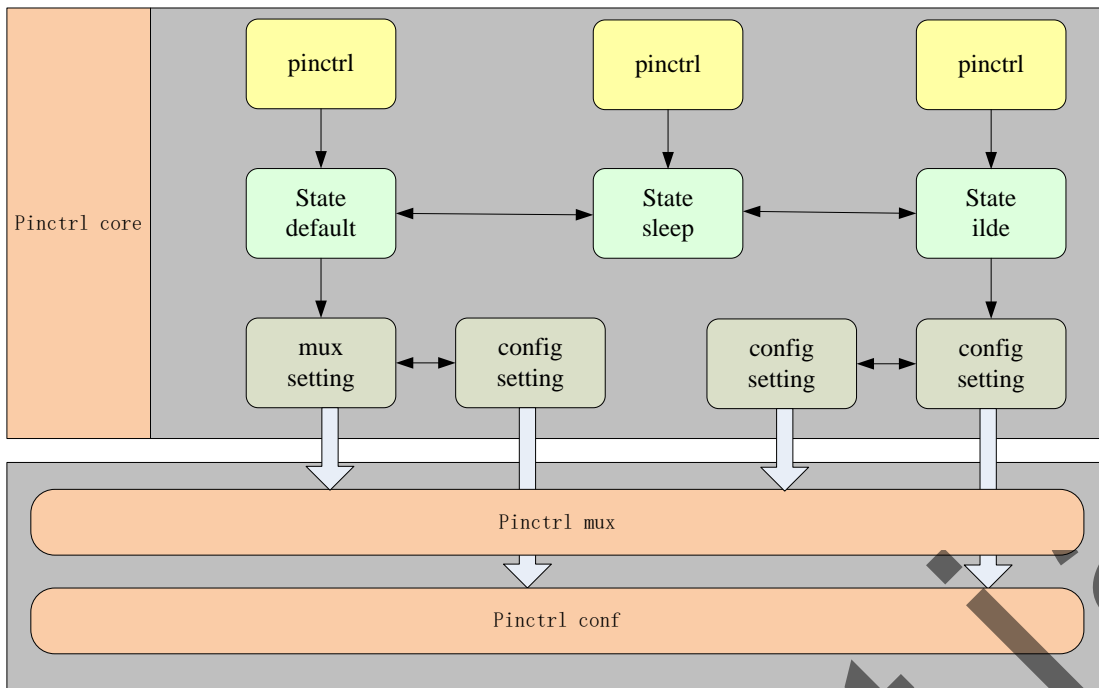 pinctrl
pinctrl
pinctrl
Pinctrl core
State
default
State
sleep
State
ilde
mux
setting
config
setting
config
setting
config
setting
Pinctrl mux
Pinctrl conf